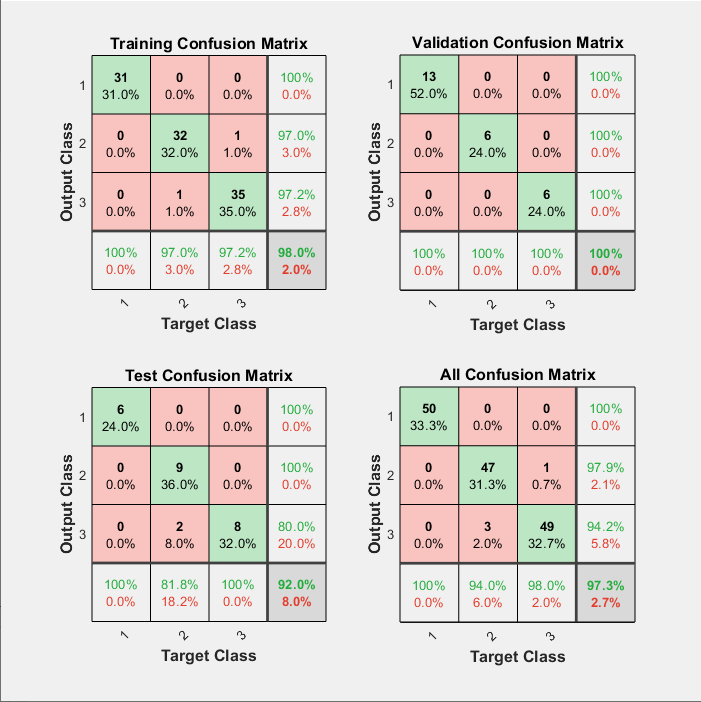 Training Confusion Matrix
Output Class
1
31 0 0 100%
31.0% 0.0% 0.0% 0.0%
2
0 32 1 97.0%
0.0% 32.0% 1.0% 3.0%
3
0 1 35 97.2%
0.0% 1.0% 35.0% 2.8%
100% 97.0% 97.2% 98.0%
0.0% 3.0% 2.8% 2.0%
1 2 3
Target Class
Validation Confusion Matrix
Output Class
1
13 0 0 100%
52.0% 0.0% 0.0% 0.0%
2
0 6 0 100%
0.0% 24.0% 0.0% 0.0%
3
0 0 6 100%
0.0% 0.0% 24.0% 0.0%
100% 100% 100% 100%
0.0% 0.0% 0.0% 0.0%
1 2 3
Target Class
Test Confusion Matrix
Output Class
1
6 0 0 100%
24.0% 0.0% 0.0% 0.0%
2
0 9 0 100%
0.0% 36.0% 0.0% 0.0%
3
0 2 8 80.0%
0.0% 8.0% 32.0% 20.0%
100% 81.8% 100% 92.0%
0.0% 18.2% 0.0% 8.0%
1 2 3
Target Class
All Confusion Matrix
Output Class
1
50 0 0 100%
33.3% 0.0% 0.0% 0.0%
2
0 47 1 97.9%
0.0% 31.3% 0.7% 2.1%
3
0 3 49 94.2%
0.0% 2.0% 32.7% 5.8%
100% 94.0% 98.0% 97.3%
0.0% 6.0% 2.0% 2.7%
1 2 3
Target Class